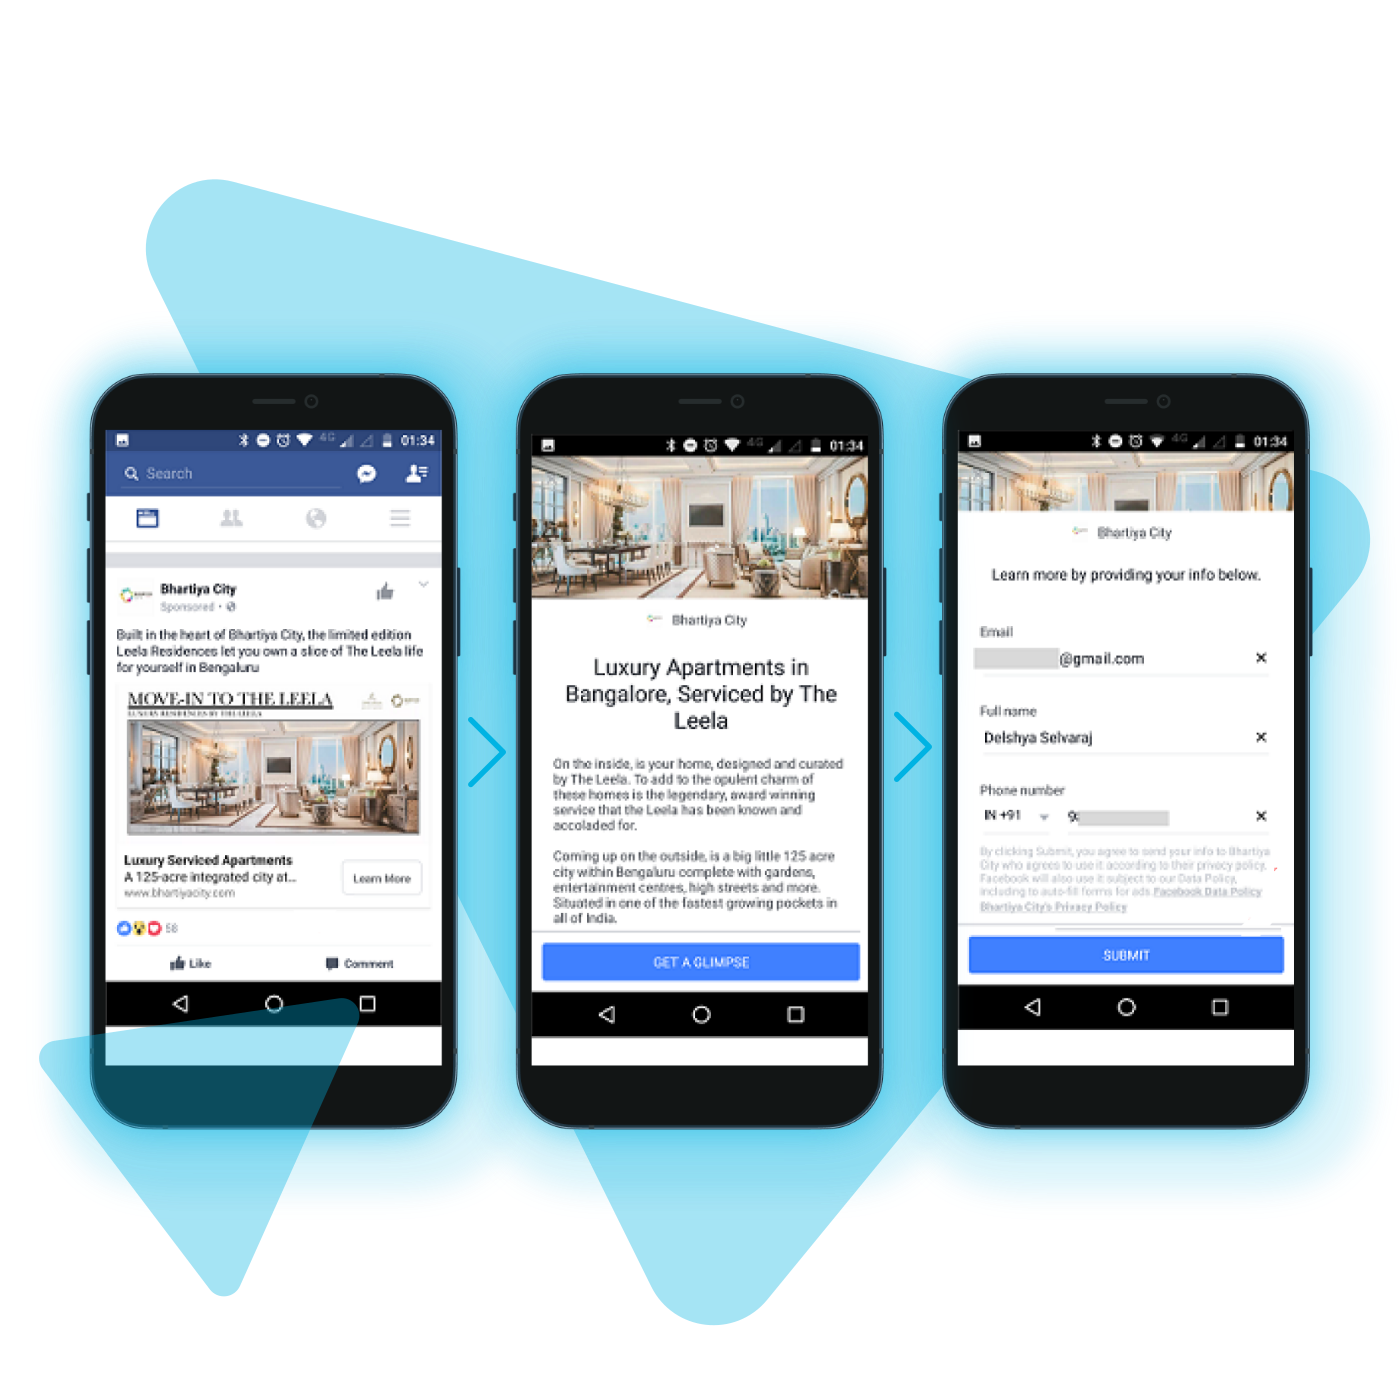 4G 01:34
Search
Bhartiya City
Sponsored ·
Built in the heart of Bhartiya City, the limited edition
Leela Residences let you own a slice of The Leela life
for yourself in Bengaluru
MOVE-IN TO THE LEELA
LUXURY RESIDENCES BY THE LEELA
Luxury Serviced Apartments
A 125-acre integrated city at...
www.bhartiyacity.com
Learn More
58
Like
Comment
4G 01:34
Bhartiya City
Luxury Apartments in
Bangalore, Serviced by The
Leela
On the inside, is your home, designed and curated
by The Leela. To add to the opulent charm of
these homes is the legendary, award winning
service that the Leela has been known and
accoladed for.
Coming up on the outside, is a big little 125 acre
city within Bengaluru complete with gardens,
entertainment centres, high streets and more.
Situated in one of the fastest growing pockets in
all of India.
GET A GLIMPSE
4G 01:34
Bhartiya City
Learn more by providing your info below.
Email
@gmail.com
Full name
Delshya Selvaraj
Phone number
IN +91
9
By clicking Submit, you agree to send your info to Bhartiya
City who agrees to use it according to their privacy policy.
Facebook will also use it subject to our Data Policy,
including to auto-fill forms for ads. Facebook Data Policy
Bhartiya City's Privacy Policy
SUBMIT